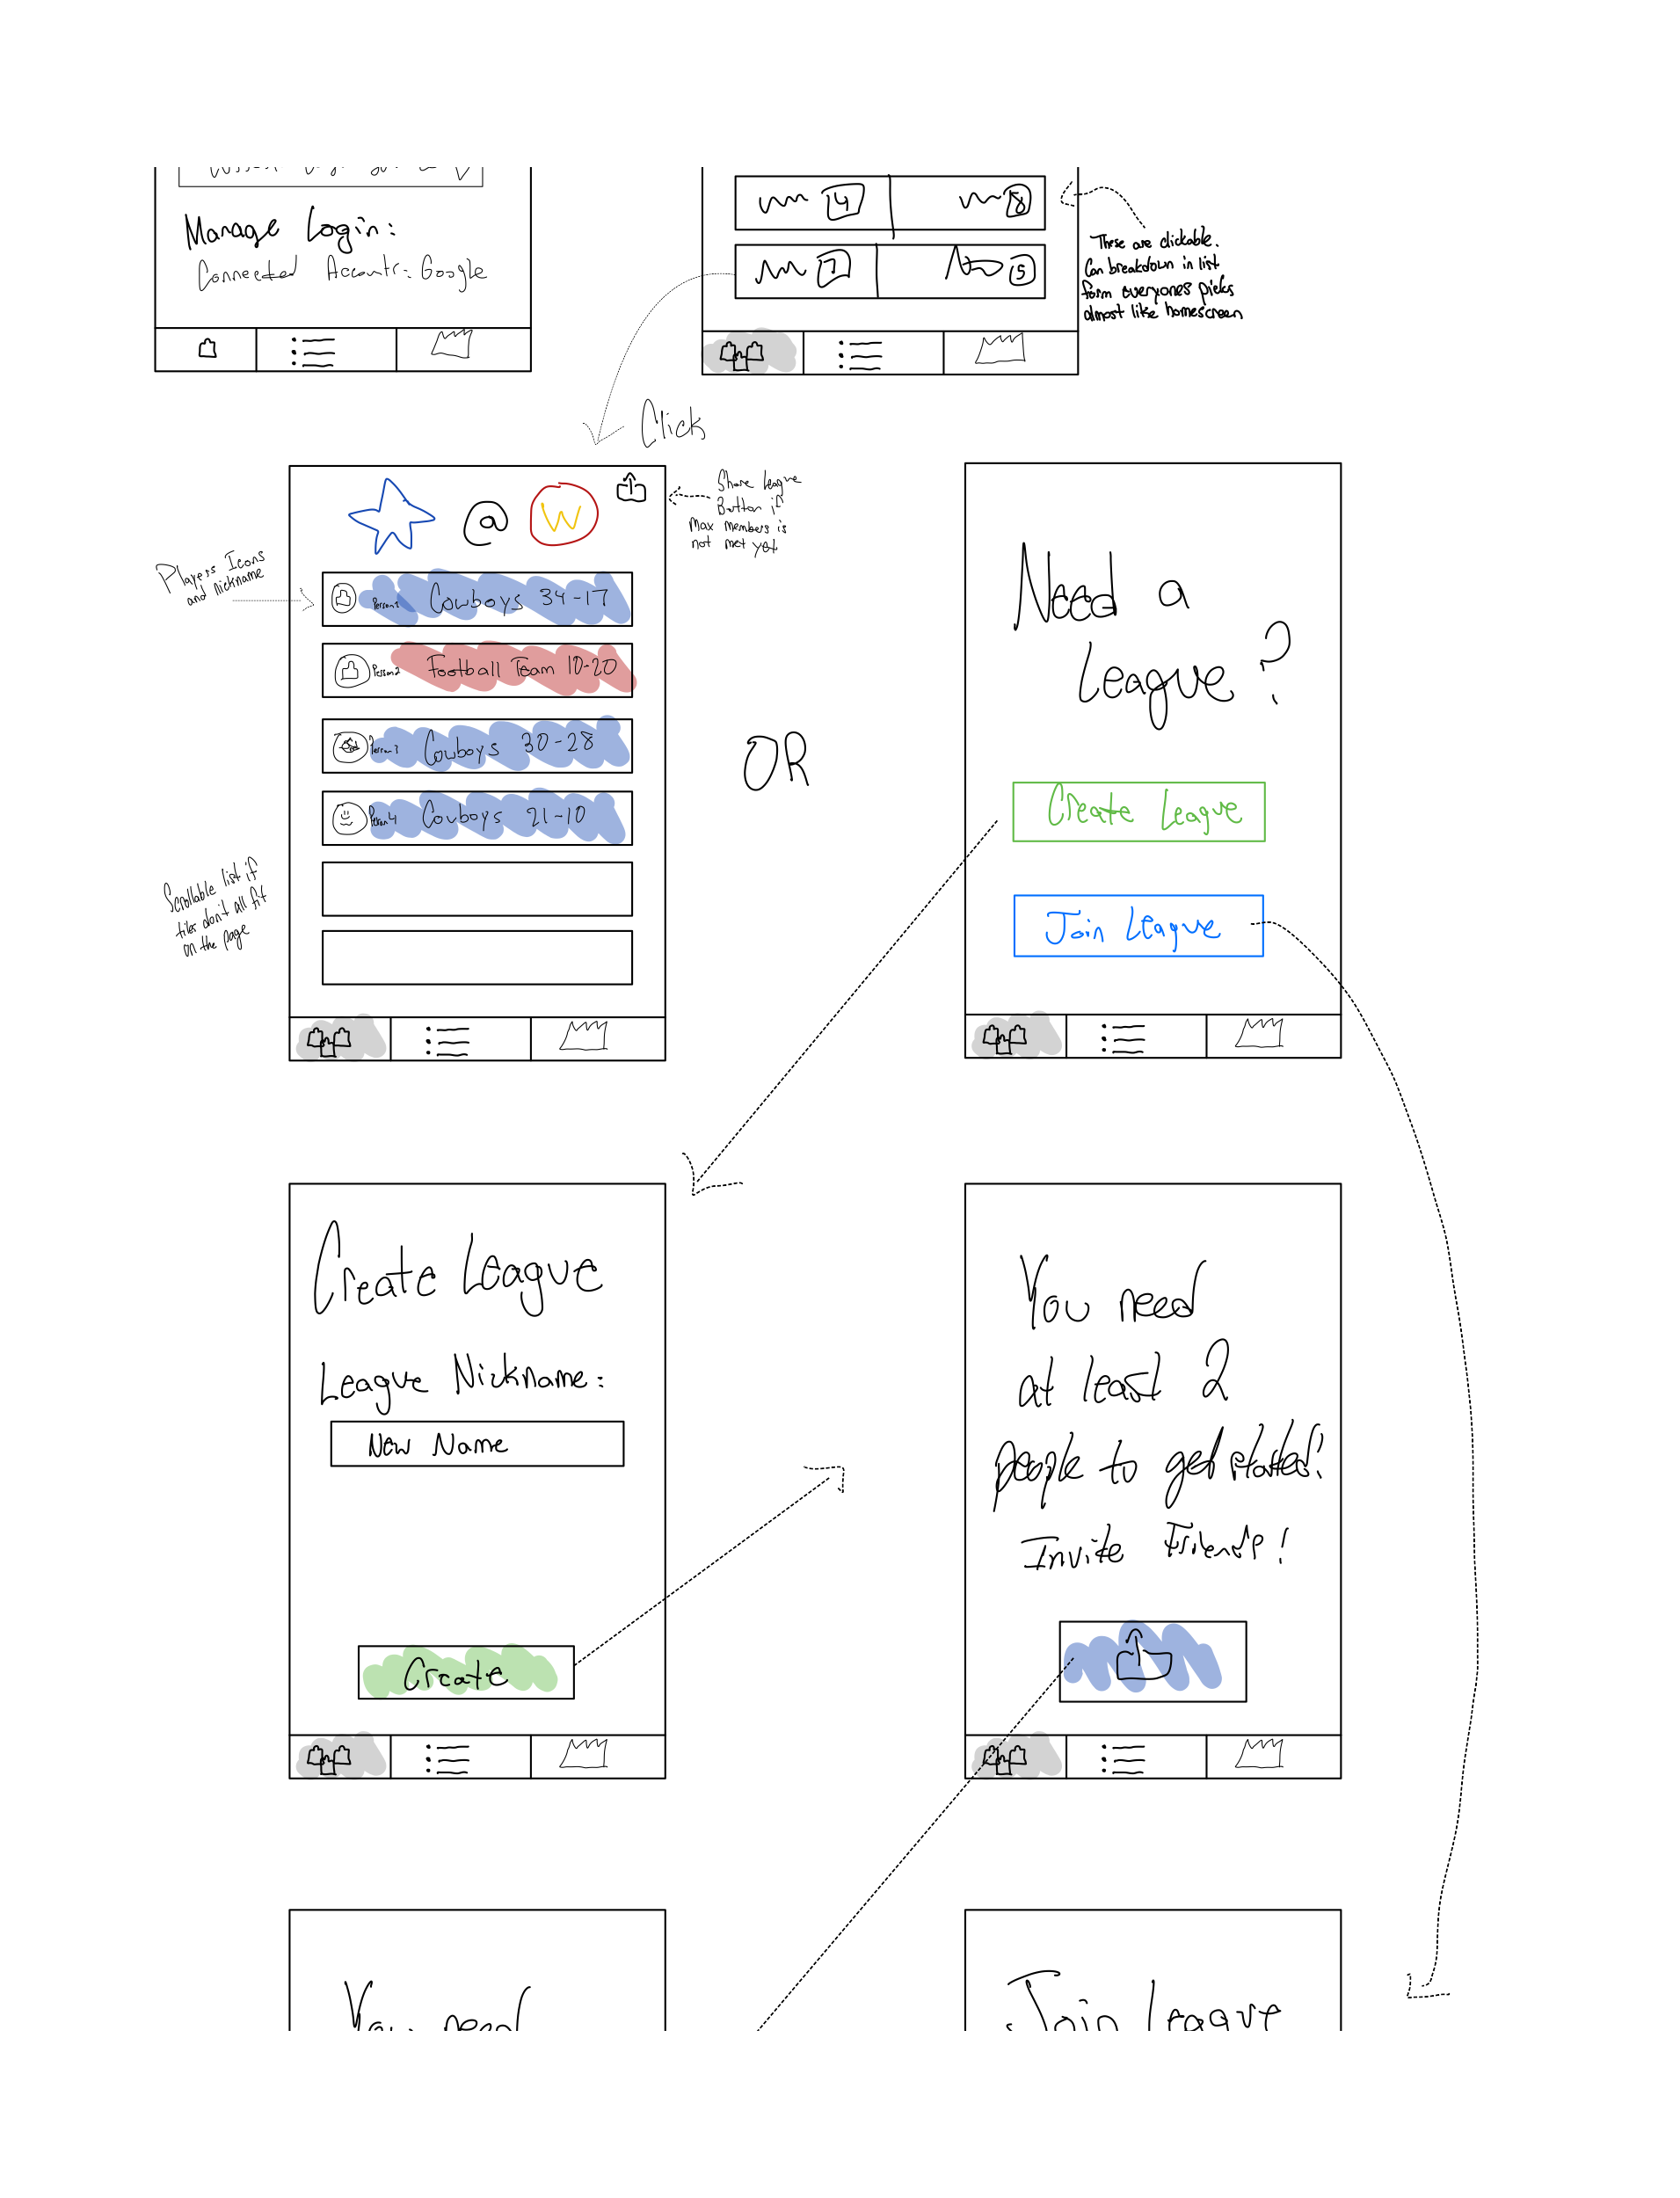 Manage Login:
Connected Accounts: Google
14
8
7
5
These are clickable.
Can breakdown in list
form everyones picks
almost like homescreen
Click
@
W
Share League
Button if
Max members is
not met yet
Players Icons
and nickname
Person1 Cowboys 34-17
Person2 Football Team 10-20
Person3 Cowboys 30-28
Person4 Cowboys 21-10
Scrollable list if
tiles don't all fit
on the page
OR
Need a
League?
Create League
Join League
Create League
League Nickname:
New Name
Create
You need
at least 2
people to get started!
Invite Friends!
You need
Join League